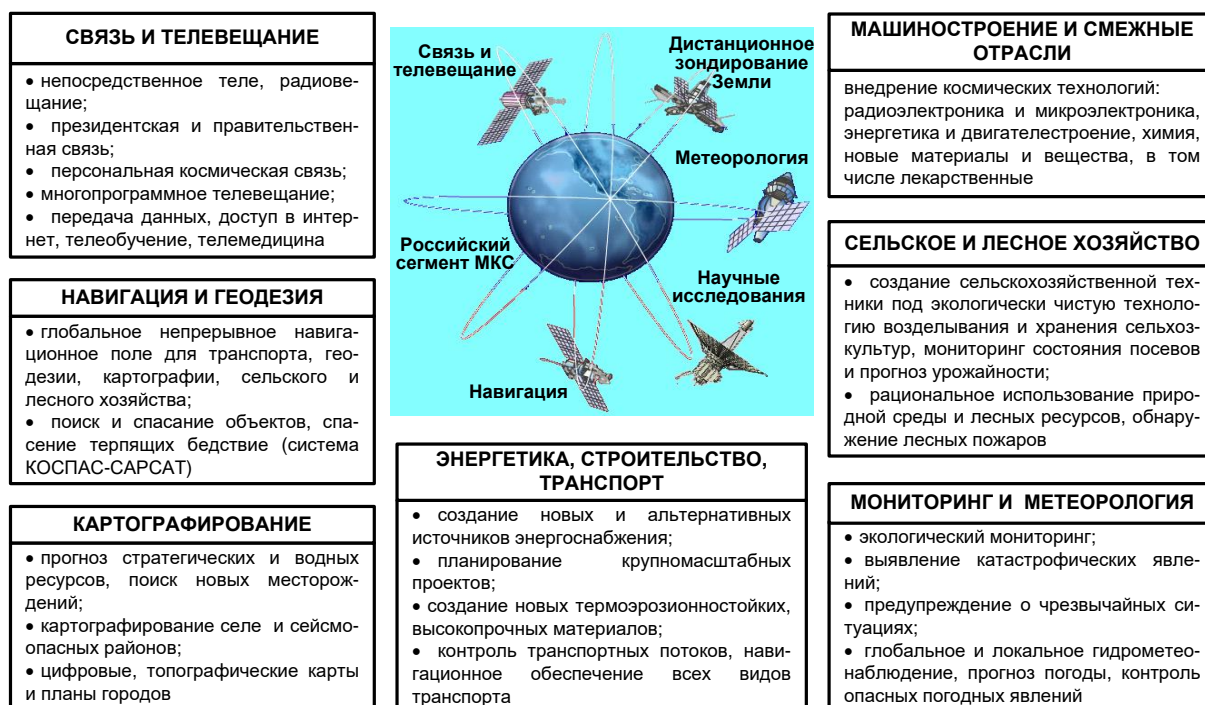 СВЯЗЬ И ТЕЛЕВЕЩАНИЕ
• непосредственное теле, радиове-
щание;
• президентская и правительствен-
ная связь;
• персональная космическая связь;
• многопрограммное телевещание;
• передача данных, доступ в интер-
нет, телеобучение, телемедицина
НАВИГАЦИЯ И ГЕОДЕЗИЯ
• глобальное непрерывное навига-
ционное поле для транспорта, гео-
дезии, картографии, сельского и
лесного хозяйства;
• поиск и спасание объектов, спа-
сение терпящих бедствие (система
КОСПАС-САРСАТ)
КАРТОГРАФИРОВАНИЕ
• прогноз стратегических и водных
ресурсов, поиск новых месторож-
дений;
• картографирование селе и сейсмо-
опасных районов;
• цифровые, топографические карты
и планы городов
Связь и
телевещание
Дистанционное
зондирование
Земли
Метеорология
Российский
сегмент МКС
Научные
исследования
Навигация
ЭНЕРГЕТИКА, СТРОИТЕЛЬСТВО,
ТРАНСПОРТ
• создание новых и альтернативных
источников энергоснабжения;
• планирование крупномасштабных
проектов;
• создание новых термоэрозионностойких,
высокопрочных материалов;
• контроль транспортных потоков, нави-
гационное обеспечение всех видов
транспорта
МАШИНОСТРОЕНИЕ И СМЕЖНЫЕ
ОТРАСЛИ
внедрение космических технологий:
радиоэлектроника и микроэлектроника,
энергетика и двигателестроение, химия,
новые материалы и вещества, в том
числе лекарственные
СЕЛЬСКОЕ И ЛЕСНОЕ ХОЗЯЙСТВО
• создание сельскохозяйственной тех-
ники под экологически чистую техноло-
гию возделывания и хранения сельхоз-
культур, мониторинг состояния посевов
и прогноз урожайности;
• рациональное использование приро-
дной среды и лесных ресурсов, обнару-
жение лесных пожаров
МОНИТОРИНГ И МЕТЕОРОЛОГИЯ
• экологический мониторинг;
• выявление катастрофических явле-
ний;
• предупреждение о чрезвычайных си-
туациях;
• глобальное и локальное гидрометео-
наблюдение, прогноз погоды, контроль
опасных погодных явлений